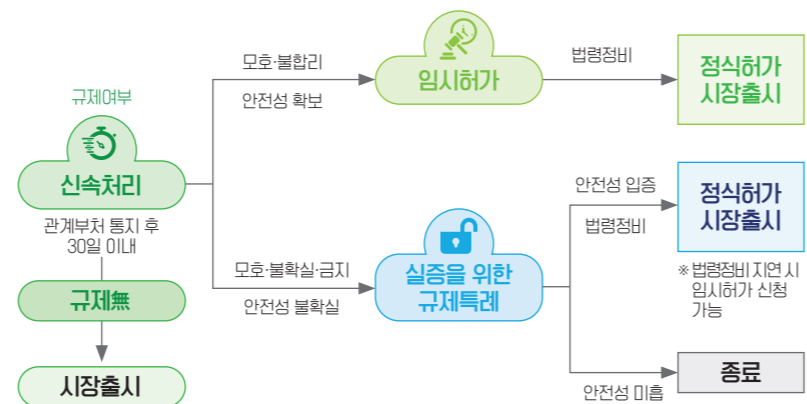 규제여부
신속처리
관계부처 통지 후
30일 이내
규제無
시장출시
모호·불합리
안전성 확보
임시허가
법령정비
정식허가
시장출시
모호·불확실·금지
안전성 불확실
실증을 위한
규제특례
안전성 입증
법령정비
정식허가
시장출시
※ 법령정비 지연 시
임시허가 신청
가능
안전성 미흡
종료